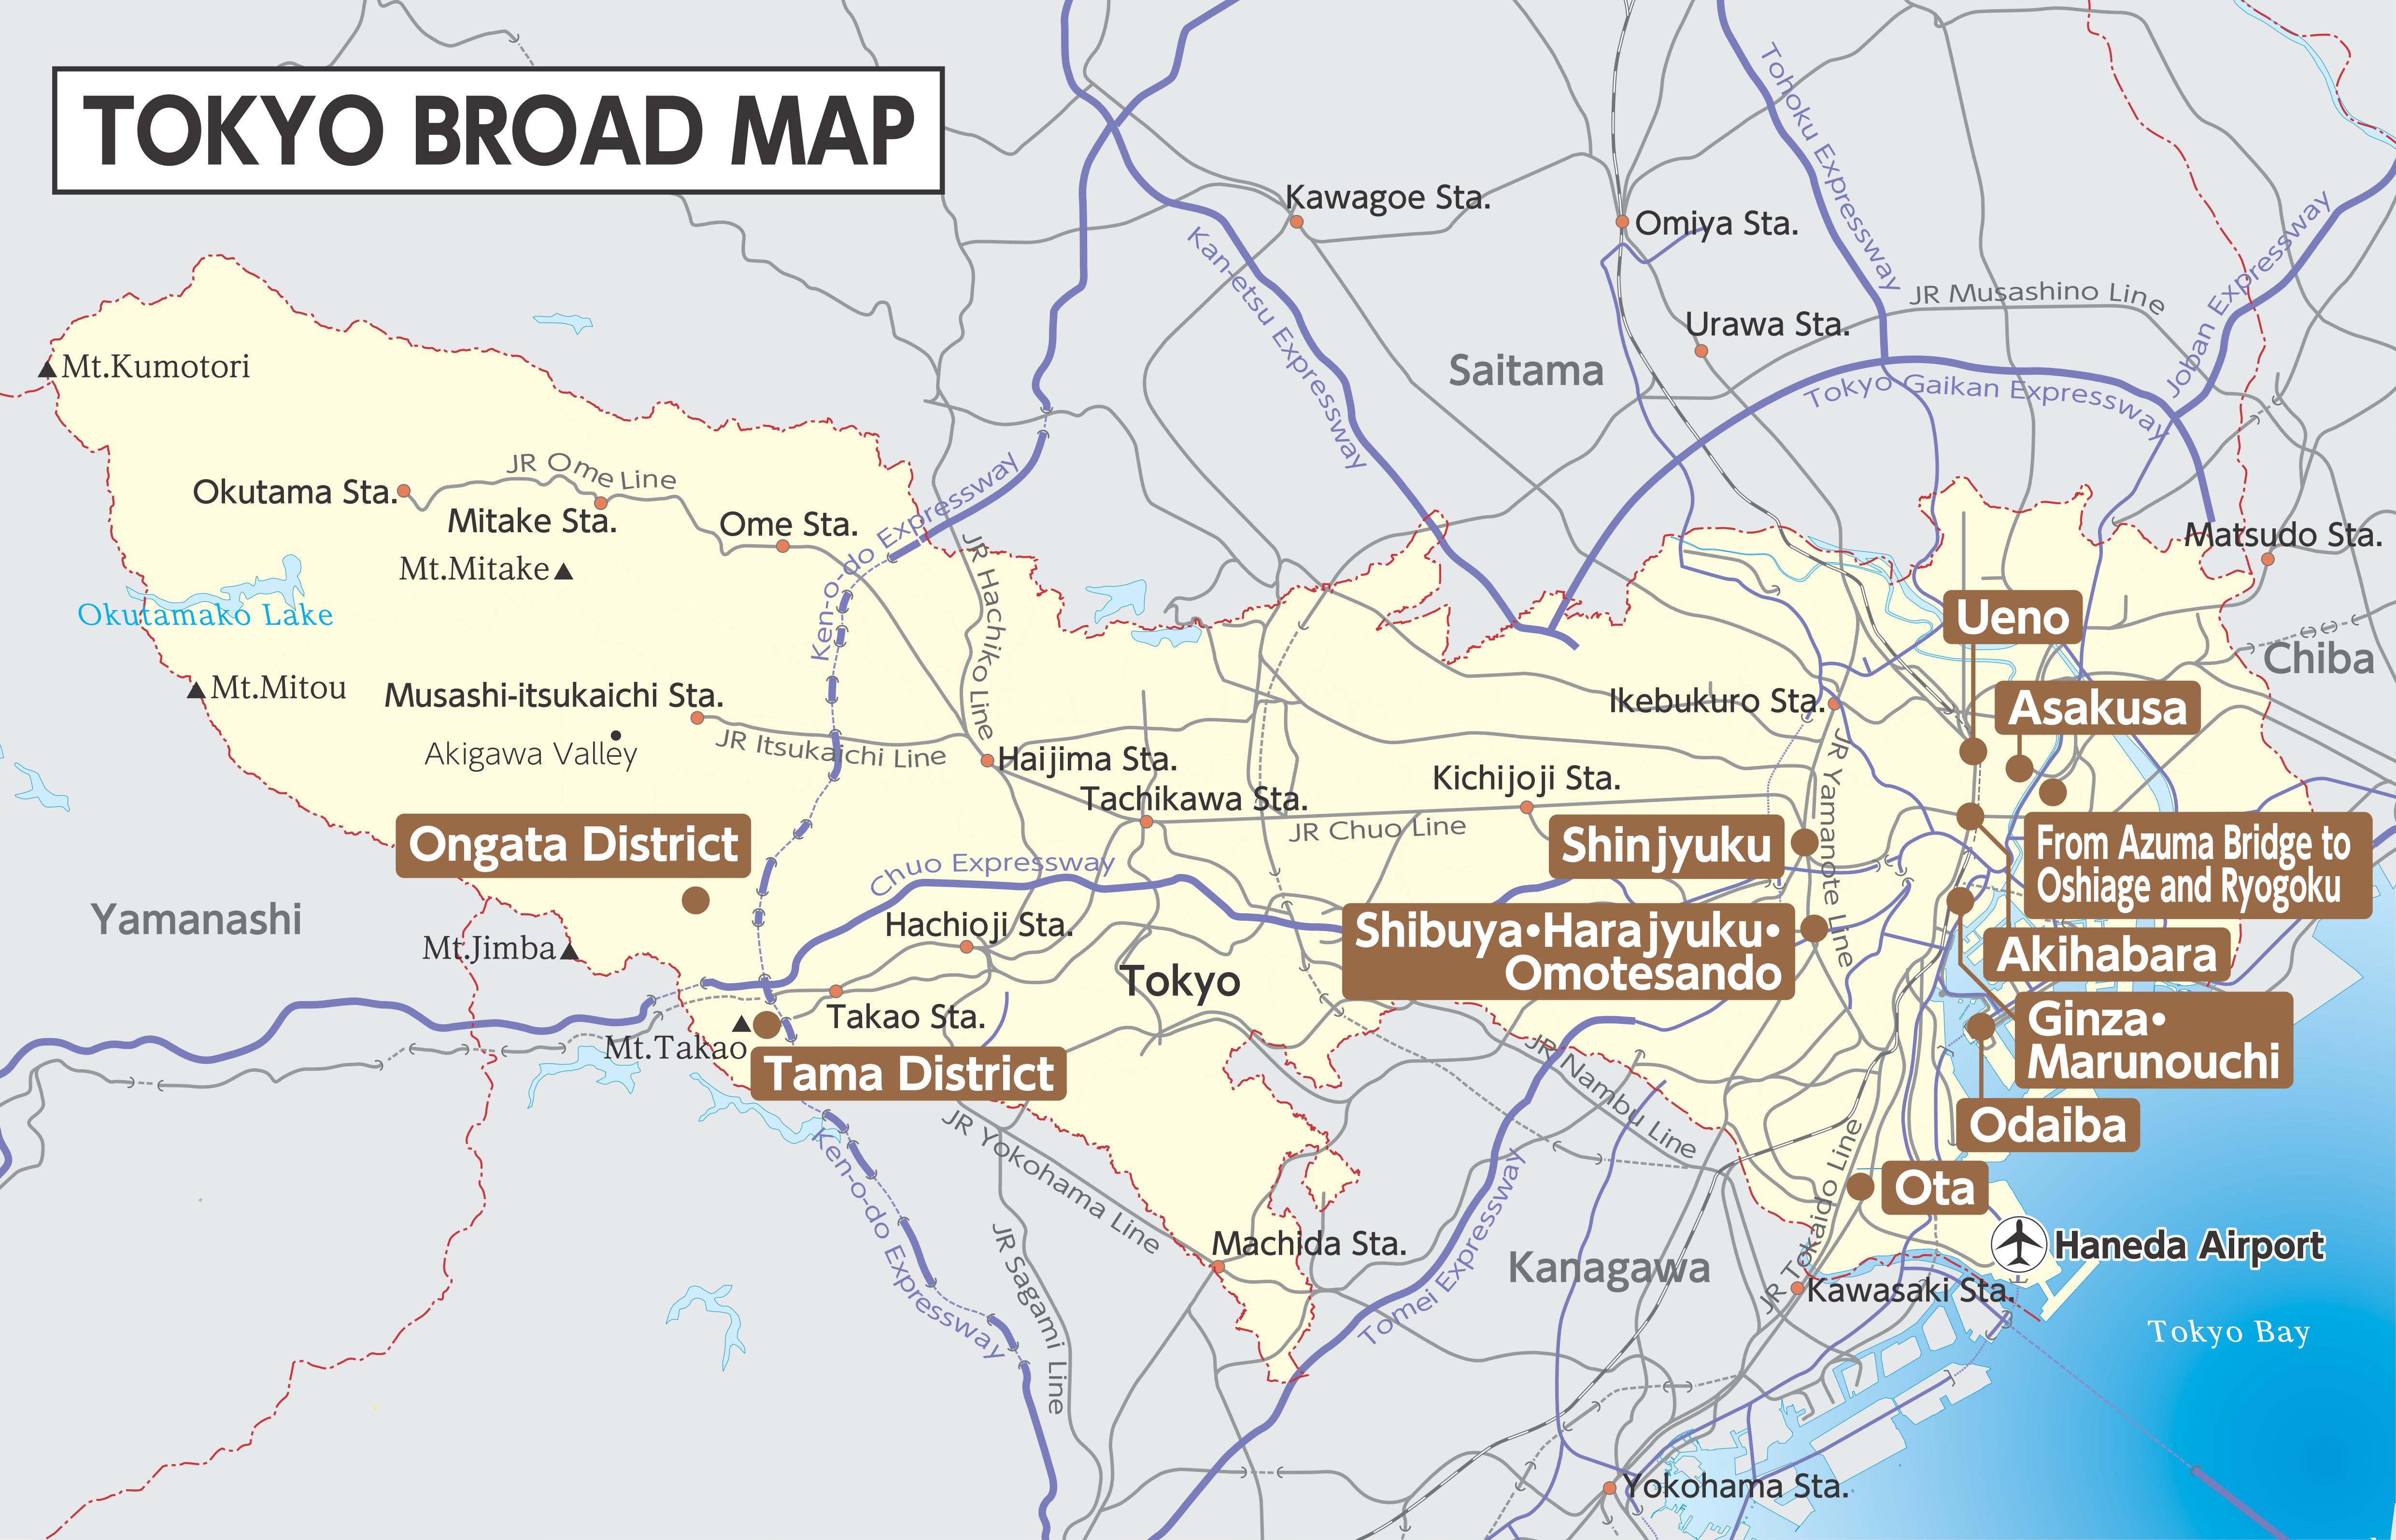 TOKYO BROAD MAP
Tohoku Expressway
Kawagoe Sta.
Omiya Sta.
Kan-etsu Expressway
Joban Expressway
JR Musashino Line
Urawa Sta.
Saitama
Tokyo Gaikan Expressway
Mt.Kumotori
JR Ome Line
Okutama Sta.
Mitake Sta.
Ome Sta.
Ken-o-do Expressway
Matsudo Sta.
Mt.Mitake
JR Hachiko Line
Okutamako Lake
Ueno
Chiba
Mt.Mitou
Musashi-itsukaichi Sta.
Ikebukuro Sta.
Asakusa
Akigawa Valley
JR Itsukaichi Line
Haijima Sta.
JR Yamanote Line
Kichijoji Sta.
Tachikawa Sta.
JR Chuo Line
Ongata District
Shinjyuku
From Azuma Bridge to
Oshiage and Ryogoku
Chuo Expressway
Yamanashi
Hachioji Sta.
Shibuya•Harajyuku•
Omotesando
Mt.Jimba
Akihabara
Tokyo
Takao Sta.
Ginza•
Marunouchi
Mt.Takao
Tama District
JR Nambu Line
Odaiba
JR Yokohama Line
Ken-o-do Expressway
Ota
JR Tokaido Line
Tomei Expressway
Machida Sta.
Haneda Airport
JR Sagami Line
Kanagawa
Kawasaki Sta.
Tokyo Bay
Yokohama Sta.